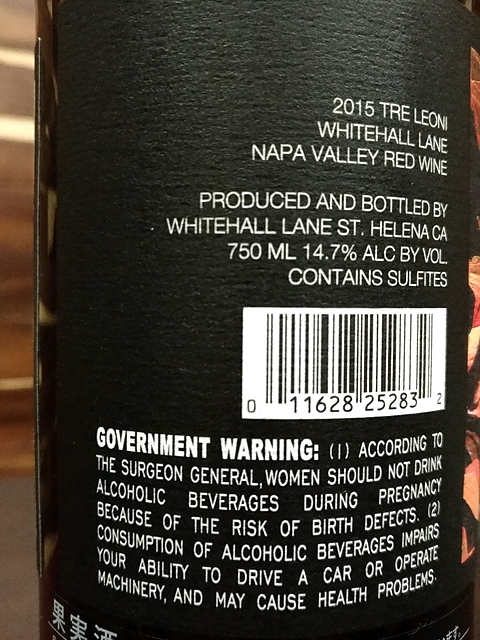 2015 TRE LEONI
WHITEHALL LANE
NAPA VALLEY RED WINE
PRODUCED AND BOTTLED BY
WHITEHALL LANE ST. HELENA CA
750 ML 14.7% ALC BY VOL.
CONTAINS SULFITES
0 11628 25283 2
GOVERNMENT WARNING: (1) ACCORDING TO
THE SURGEON GENERAL, WOMEN SHOULD NOT DRINK
ALCOHOLIC BEVERAGES DURING PREGNANCY
BECAUSE OF THE RISK OF BIRTH DEFECTS. (2)
CONSUMPTION OF ALCOHOLIC BEVERAGES IMPAIRS
YOUR ABILITY TO DRIVE A CAR OR OPERATE
MACHINERY, AND MAY CAUSE HEALTH PROBLEMS.
果実酒